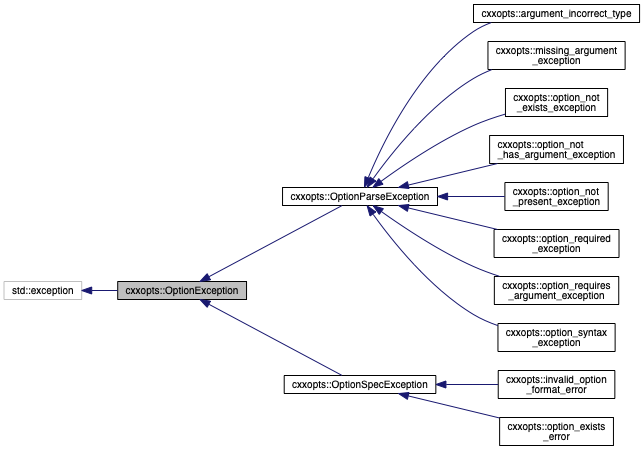 cxxopts::argument_incorrect_type
cxxopts::missing_argument
_exception
cxxopts::option_not
_exists_exception
cxxopts::option_not
_has_argument_exception
cxxopts::OptionParseException
cxxopts::option_not
_present_exception
cxxopts::option_required
_exception
std::exception
cxxopts::OptionException
cxxopts::option_requires
_argument_exception
cxxopts::option_syntax
_exception
cxxopts::OptionSpecException
cxxopts::invalid_option
_format_error
cxxopts::option_exists
_error